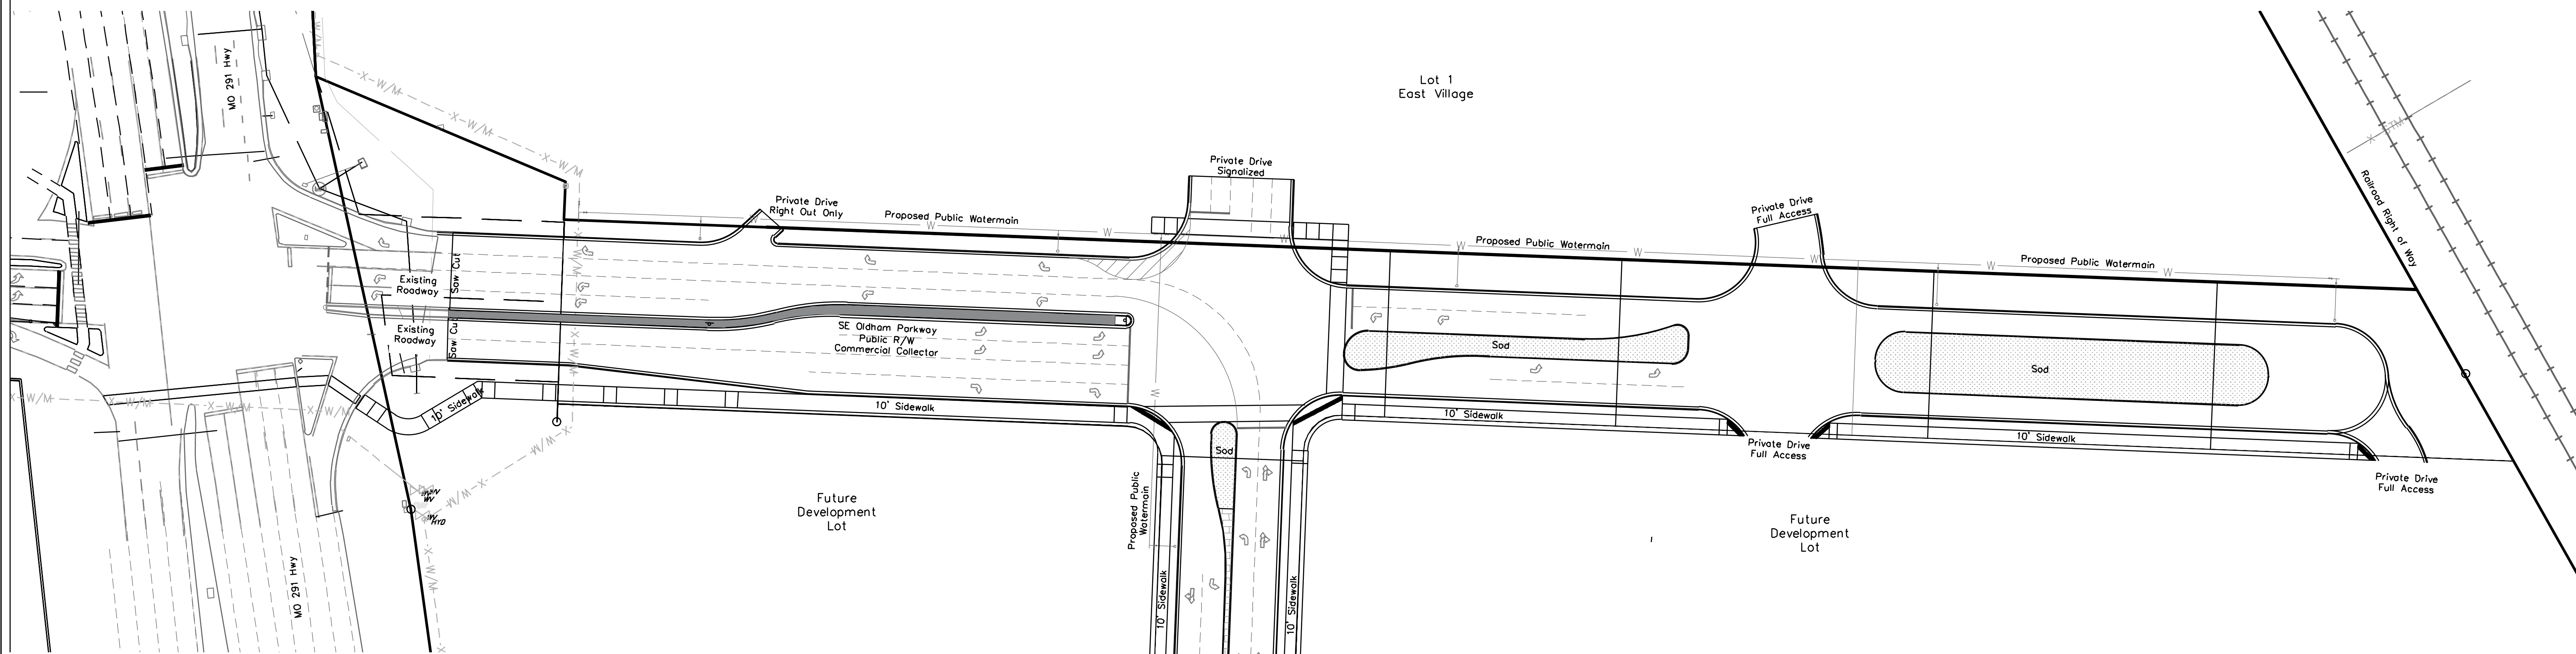 MO 291 Hwy
X-W/M
X-W/M
X-W/M
Lot 1
East Village
Private Drive
Signalized
Private Drive
Right Out Only
Proposed Public Watermain
W
W
W
W
Private Drive
Full Access
Proposed Public Watermain
W
W
W
Proposed Public Watermain
W
W
Railroad Right of Way
Existing
Roadway
Saw Cut
Existing
Roadway
Saw Cut
SE Oldham Parkway
Public R/W
Commercial Collector
Sod
Sod
10' Sidewalk
10' Sidewalk
10' Sidewalk
10' Sidewalk
X-W/M
X-W/M
X-W/M
Private Drive
Full Access
Private Drive
Full Access
Sod
Proposed Public
Watermain
Future
Development
Lot
Future
Development
Lot
MO 291 Hwy
10' Sidewalk
10' Sidewalk